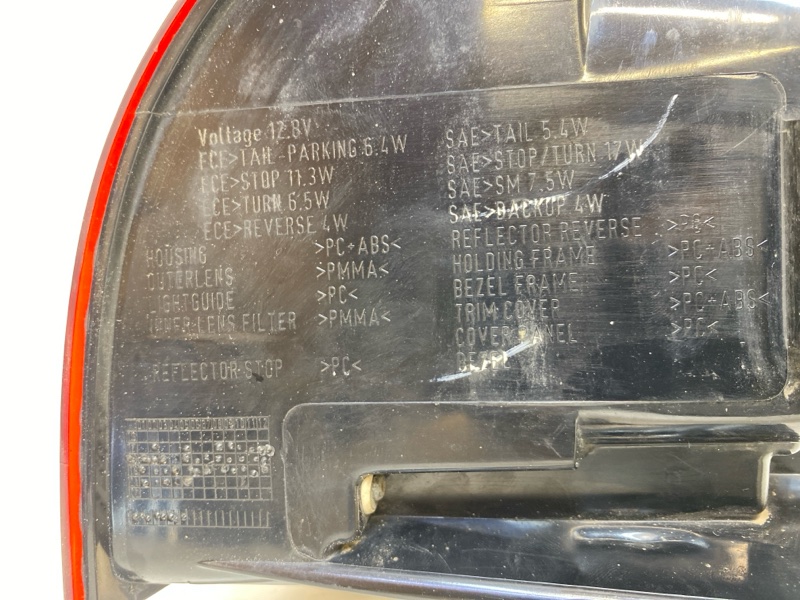 Voltage 12.8V
ECE>TAIL-PARKING 6.4W
ECE>STOP 11.3W
ECE>TURN 6.5W
ECE>REVERSE 4W
HOUSING >PC+ABS<
OUTERLENS >PMMA<
LIGHTGUIDE >PC<
INNER LENS FILTER >PMMA<
REFLECTOR STOP >PC<
SAE>TAIL 5.4W
SAE>STOP/TURN 17W
SAE>SM 7.5W
SAE>BACKUP 4W
REFLECTOR REVERSE >PC<
HOLDING FRAME >PC+ABS<
BEZEL FRAME >PC<
TRIM COVER >PC+ABS<
COVER PANEL >PC<
BEZEL